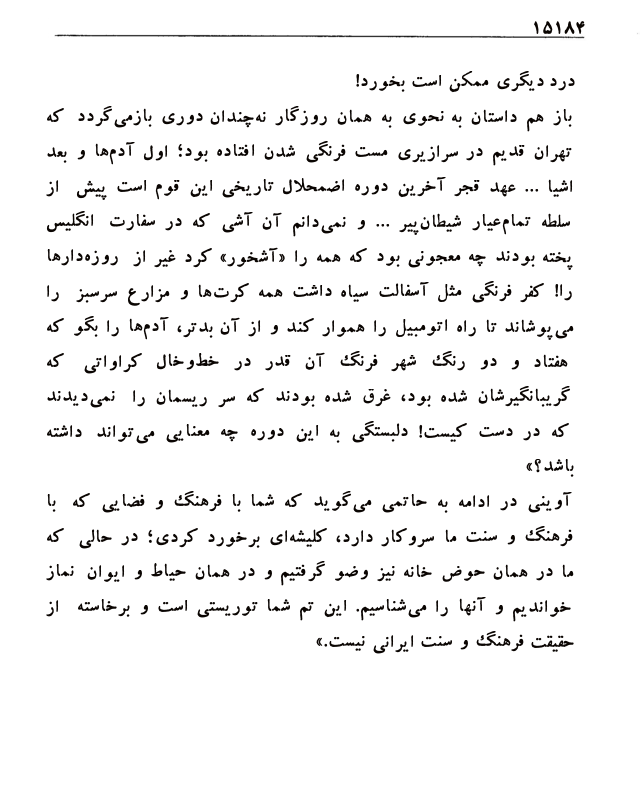 ۱۵۱۸۴
درد دیگری ممکن است بخورد!
باز هم داستان به نحوی به همان روزگار نه‌چندان دوری بازمی‌گردد که
تهران قدیم در سرازیری مست فرنگی شدن افتاده بود؛ اول آدم‌ها و بعد
اشیا ... عهد قجر آخرین دوره اضمحلال تاریخی این قوم است پیش از
سلطه تمام‌عیار شیطان‌پیر ... و نمی‌دانم آن آشی که در سفارت انگلیس
پخته بودند چه معجونی بود که همه را «آشخور» کرد غیر از روزه‌دارها
را! کفر فرنگی مثل آسفالت سیاه داشت همه کرت‌ها و مزارع سرسبز را
می‌پوشاند تا راه اتومبیل را هموار کند و از آن بدتر، آدم‌ها را بگو که
هفتاد و دو رنگ شهر فرنگ آن قدر در خط‌وخال کراواتی که
گریبانگیرشان شده بود، غرق شده بودند که سر ریسمان را نمی‌دیدند
که در دست کیست! دلبستگی به این دوره چه معنایی می‌تواند داشته
باشد؟»
آوینی در ادامه به حاتمی می‌گوید که شما با فرهنگ و فضایی که با
فرهنگ و سنت ما سروکار دارد، کلیشه‌ای برخورد کردی؛ در حالی که
ما در همان حوض خانه نیز وضو گرفتیم و در همان حیاط و ایوان نماز
خواندیم و آنها را می‌شناسیم. این تم شما توریستی است و برخاسته از
حقیقت فرهنگ و سنت ایرانی نیست.»